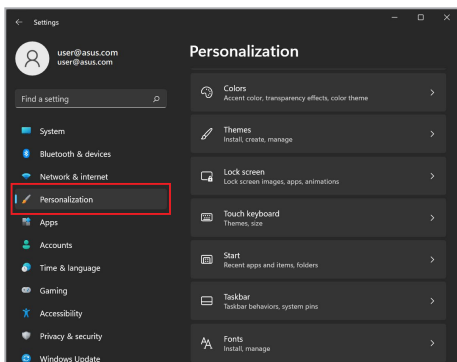 Settings
user@asus.com
user@asus.com
Find a setting
System
Bluetooth & devices
Network & internet
Personalization
Apps
Accounts
Time & language
Gaming
Accessibility
Privacy & security
Windows Update
Personalization
Colors
Accent color, transparency effects, color theme
Themes
Install, create, manage
Lock screen
Lock screen images, apps, animations
Touch keyboard
Themes, size
Start
Recent apps and items, folders
Taskbar
Taskbar behaviors, system pins
Fonts
Install, manage